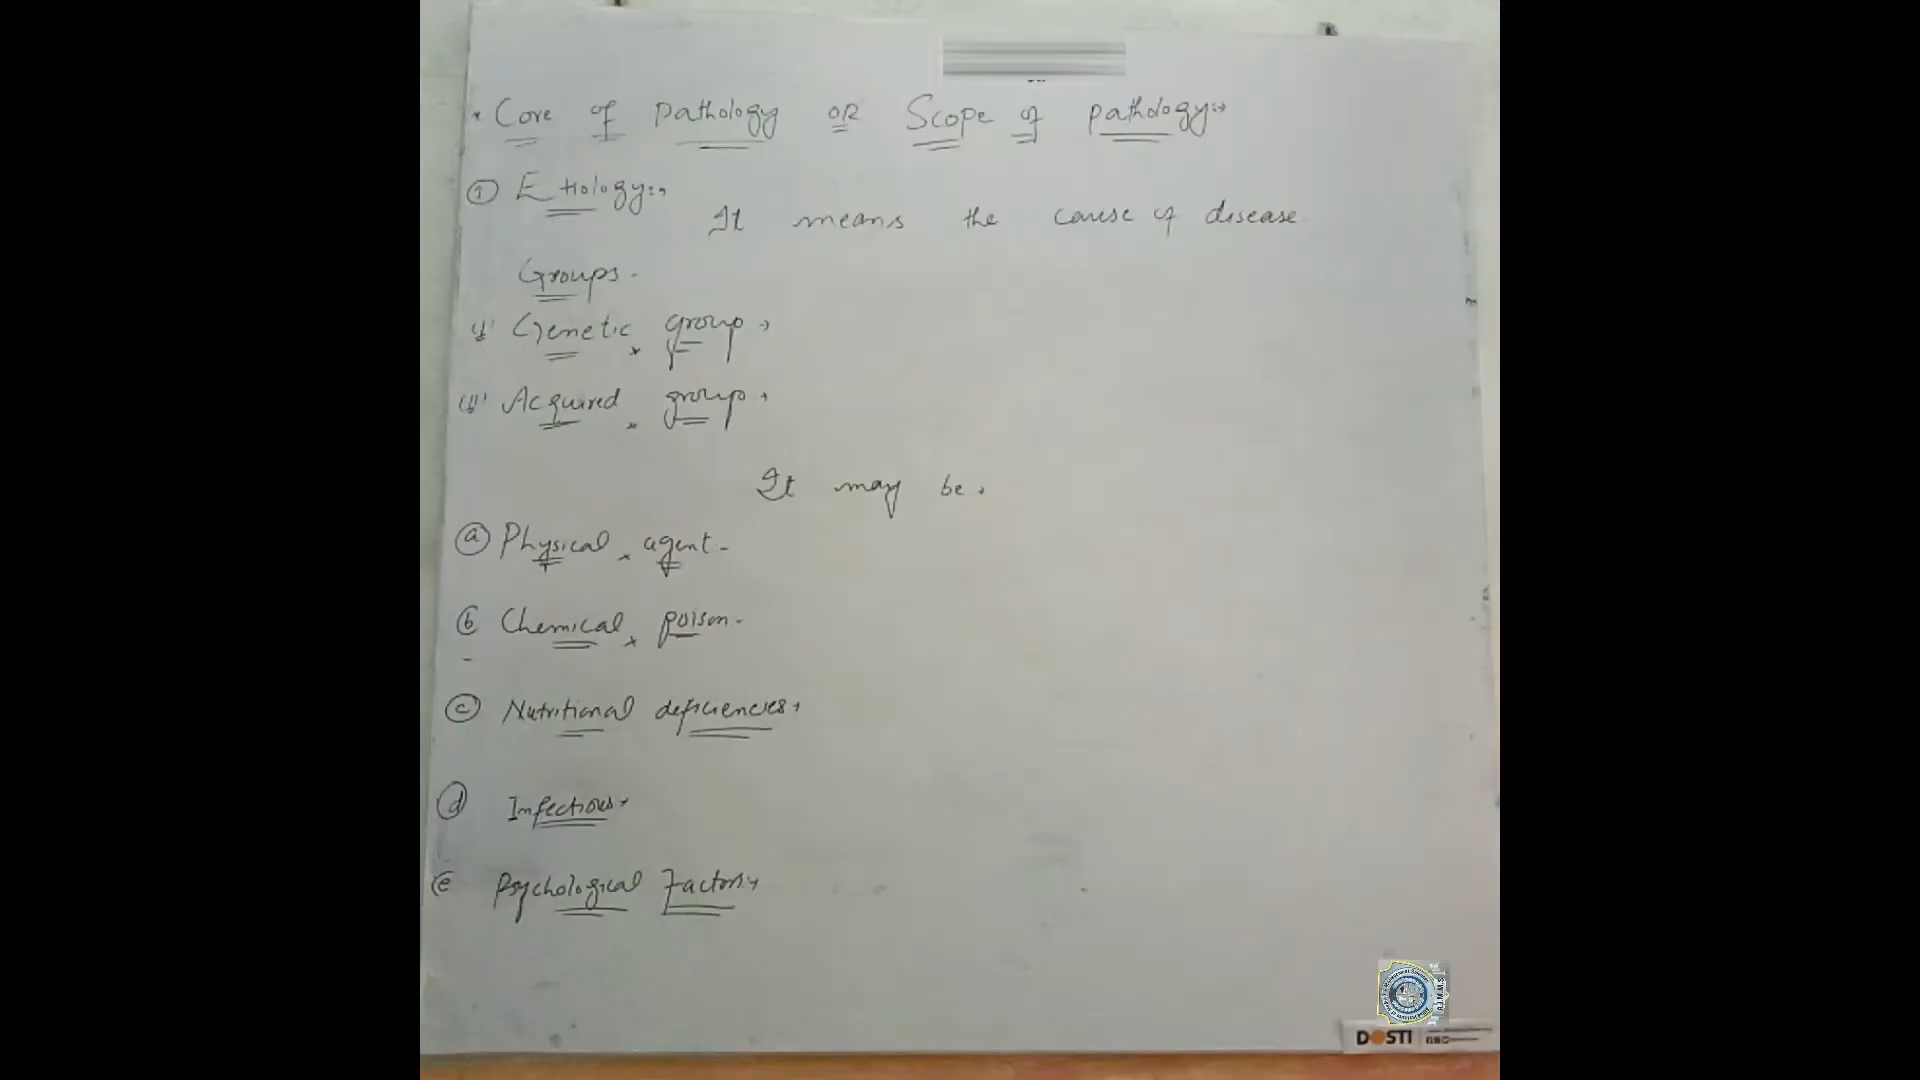 * Core of Pathology OR Scope of pathology:→
① Etiology:→
It means the cause of disease
Groups-
(i) Genetic group→
(ii) Acquired group→
It may be→
ⓐ Physical agent-
ⓑ Chemical poison-
ⓒ Nutritional deficiencies→
ⓓ Infectious→
ⓔ Psychological Factors→
DOSTI